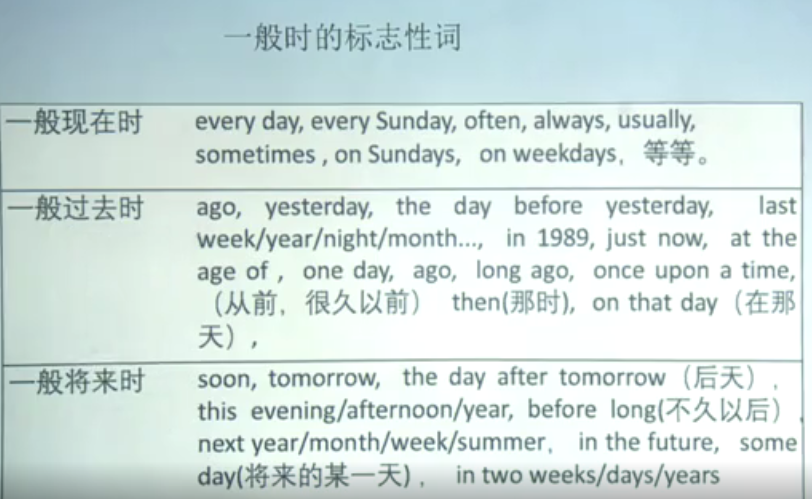 一般时的标志性词
一般现在时 every day, every Sunday, often, always, usually,
sometimes , on Sundays, on weekdays，等等。
一般过去时 ago, yesterday, the day before yesterday, last
week/year/night/month..., in 1989, just now, at the
age of , one day, ago, long ago, once upon a time,
（从前，很久以前） then(那时), on that day（在那
天）,
一般将来时 soon, tomorrow, the day after tomorrow（后天）,
this evening/afternoon/year, before long(不久以后）,
next year/month/week/summer, in the future, some
day(将来的某一天)， in two weeks/days/years